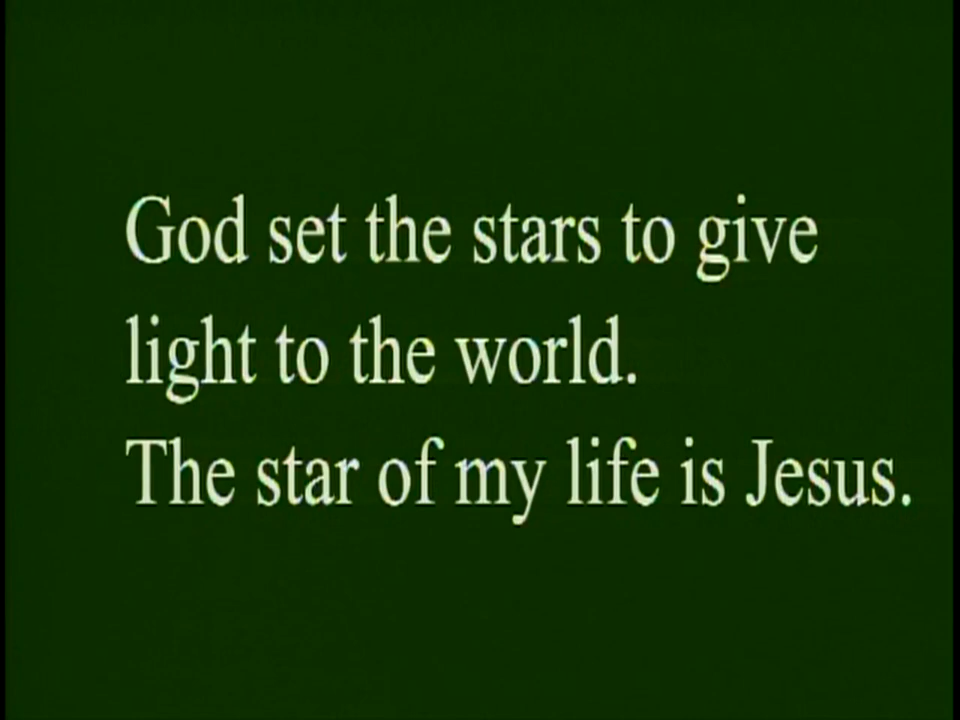 God set the stars to give
light to the world.
The star of my life is Jesus.